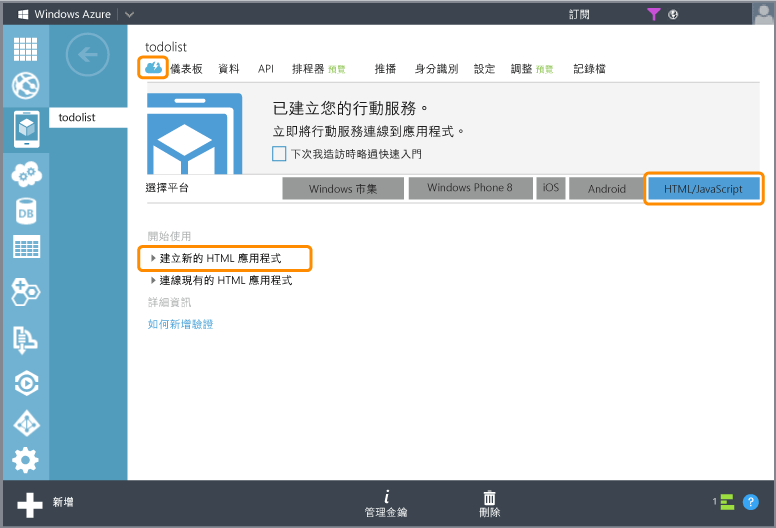 Windows Azure
訂閱
todolist
todolist
儀表板 資料 API 排程器 預覽 推播 身分識別 設定 調整 預覽 記錄檔
已建立您的行動服務。
立即將行動服務連線到應用程式。
下次我造訪時略過快速入門
選擇平台
Windows 市集 Windows Phone 8 iOS Android HTML/JavaScript
開始使用
建立新的 HTML 應用程式
連線現有的 HTML 應用程式
詳細資訊
如何新增驗證
DB
新增
管理金鑰
刪除
1
?